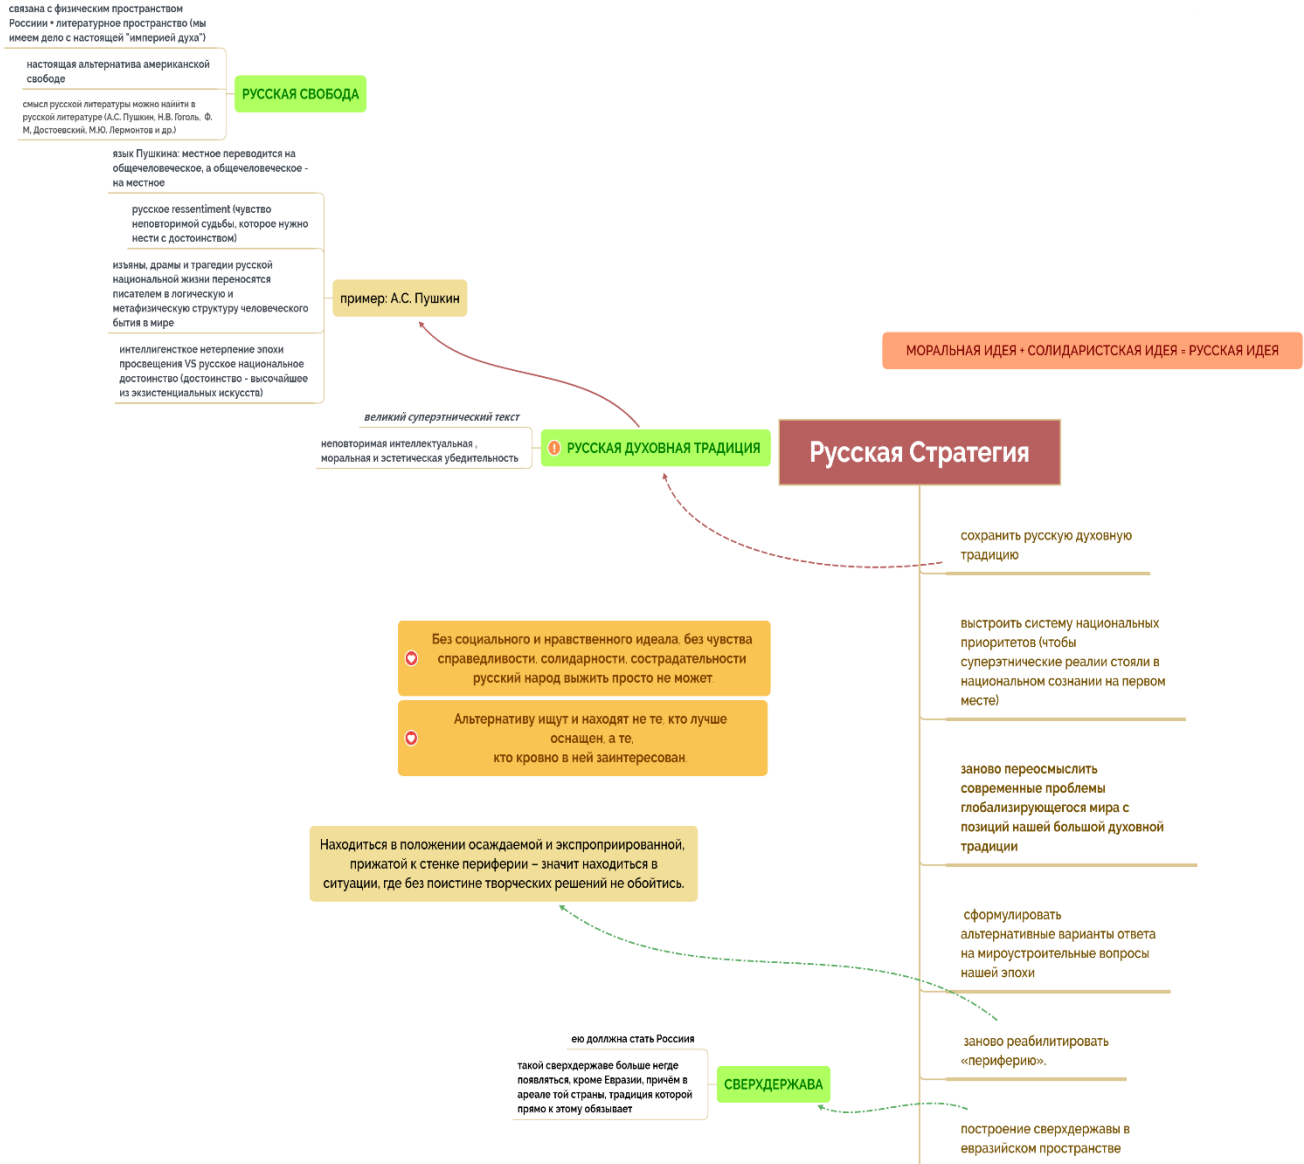 связана с физическим пространством
Росcиии • литературное пространство (мы
имеем дело с настоящей "империей духа")
настоящая альтернатива американской
свободе
смысл русской литературы можно найийти в
русской литературе (А.С. Пушкин, Н.В. Гоголь, Ф.
М, Достоевский, М.Ю. Лермонтов и др.)
РУССКАЯ СВОБОДА
язык Пушкина: местное переводится на
общечеловеческое, а общечеловеческое -
на местное
русское ressentiment (чувство
неповторимой судьбы, которое нужно
нести с достоинством)
изъяны, драмы и трагедии русской
национальной жизни переносятся
писателем в логическую и
метафизическую структуру человеческого
бытия в мире
интеллигенсткое нетерпение эпохи
просвещения VS русское национальное
достоинство (достоинство - высочайшее
из экзистенциальных искусств)
пример: А.С. Пушкин
МОРАЛЬНАЯ ИДЕЯ + СОЛИДАРИСТСКАЯ ИДЕЯ = РУССКАЯ ИДЕЯ
великий суперэтнический текст
неповторимая интеллектуальная ,
моральная и эстетическая убедительность
РУССКАЯ ДУХОВНАЯ ТРАДИЦИЯ
Русская Стратегия
сохранить русскую духовную
традицию
выстроить систему национальных
приоритетов (чтобы
суперэтнические реалии стояли в
национальном сознании на первом
месте)
Без социального и нравственного идеала, без чувства
справедливости, солидарности, сострадательности
русский народ выжить просто не может.
Альтернативу ищут и находят не те, кто лучше
оснащен, а те,
кто кровно в ней заинтересован.
заново переосмыслить
современные проблемы
глобализирующегося мира с
позиций нашей большой духовной
традиции
Находиться в положении осаждаемой и экспроприированной,
прижатой к стенке периферии – значит находиться в
ситуации, где без поистине творческих решений не обойтись.
сформулировать
альтернативные варианты ответа
на мироустроительные вопросы
нашей эпохи
заново реабилитировать
«периферию».
ею доллжна стать Россиия
такой сверхдержаве больше негде
появляться, кроме Евразии, причём в
ареале той страны, традиция которой
прямо к этому обязывает
СВЕРХДЕРЖАВА
построение сверхдержавы в
евразийском пространстве